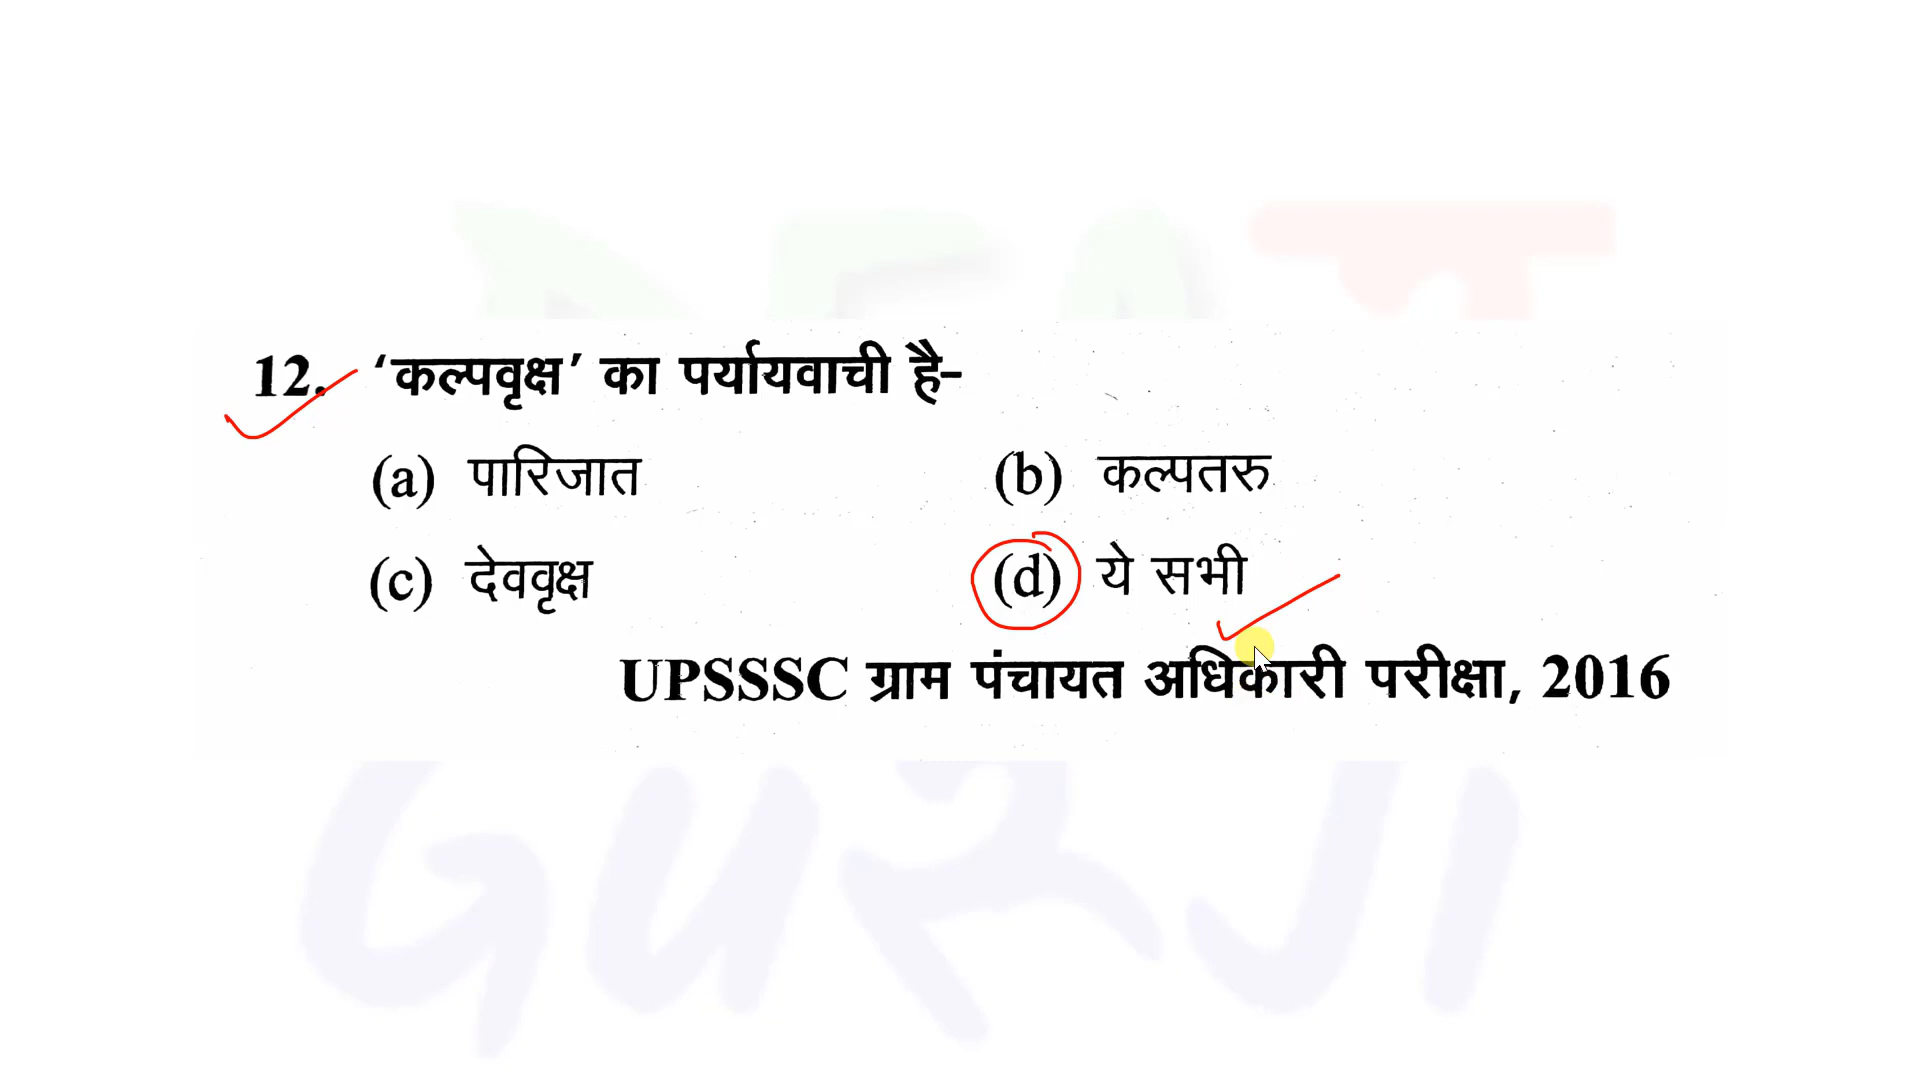 12. ‘कल्पवृक्ष’ का पर्यायवाची है-
(a) पारिजात (b) कल्पतरु
(c) देववृक्ष (d) ये सभी
UPSSSC ग्राम पंचायत अधिकारी परीक्षा, 2016